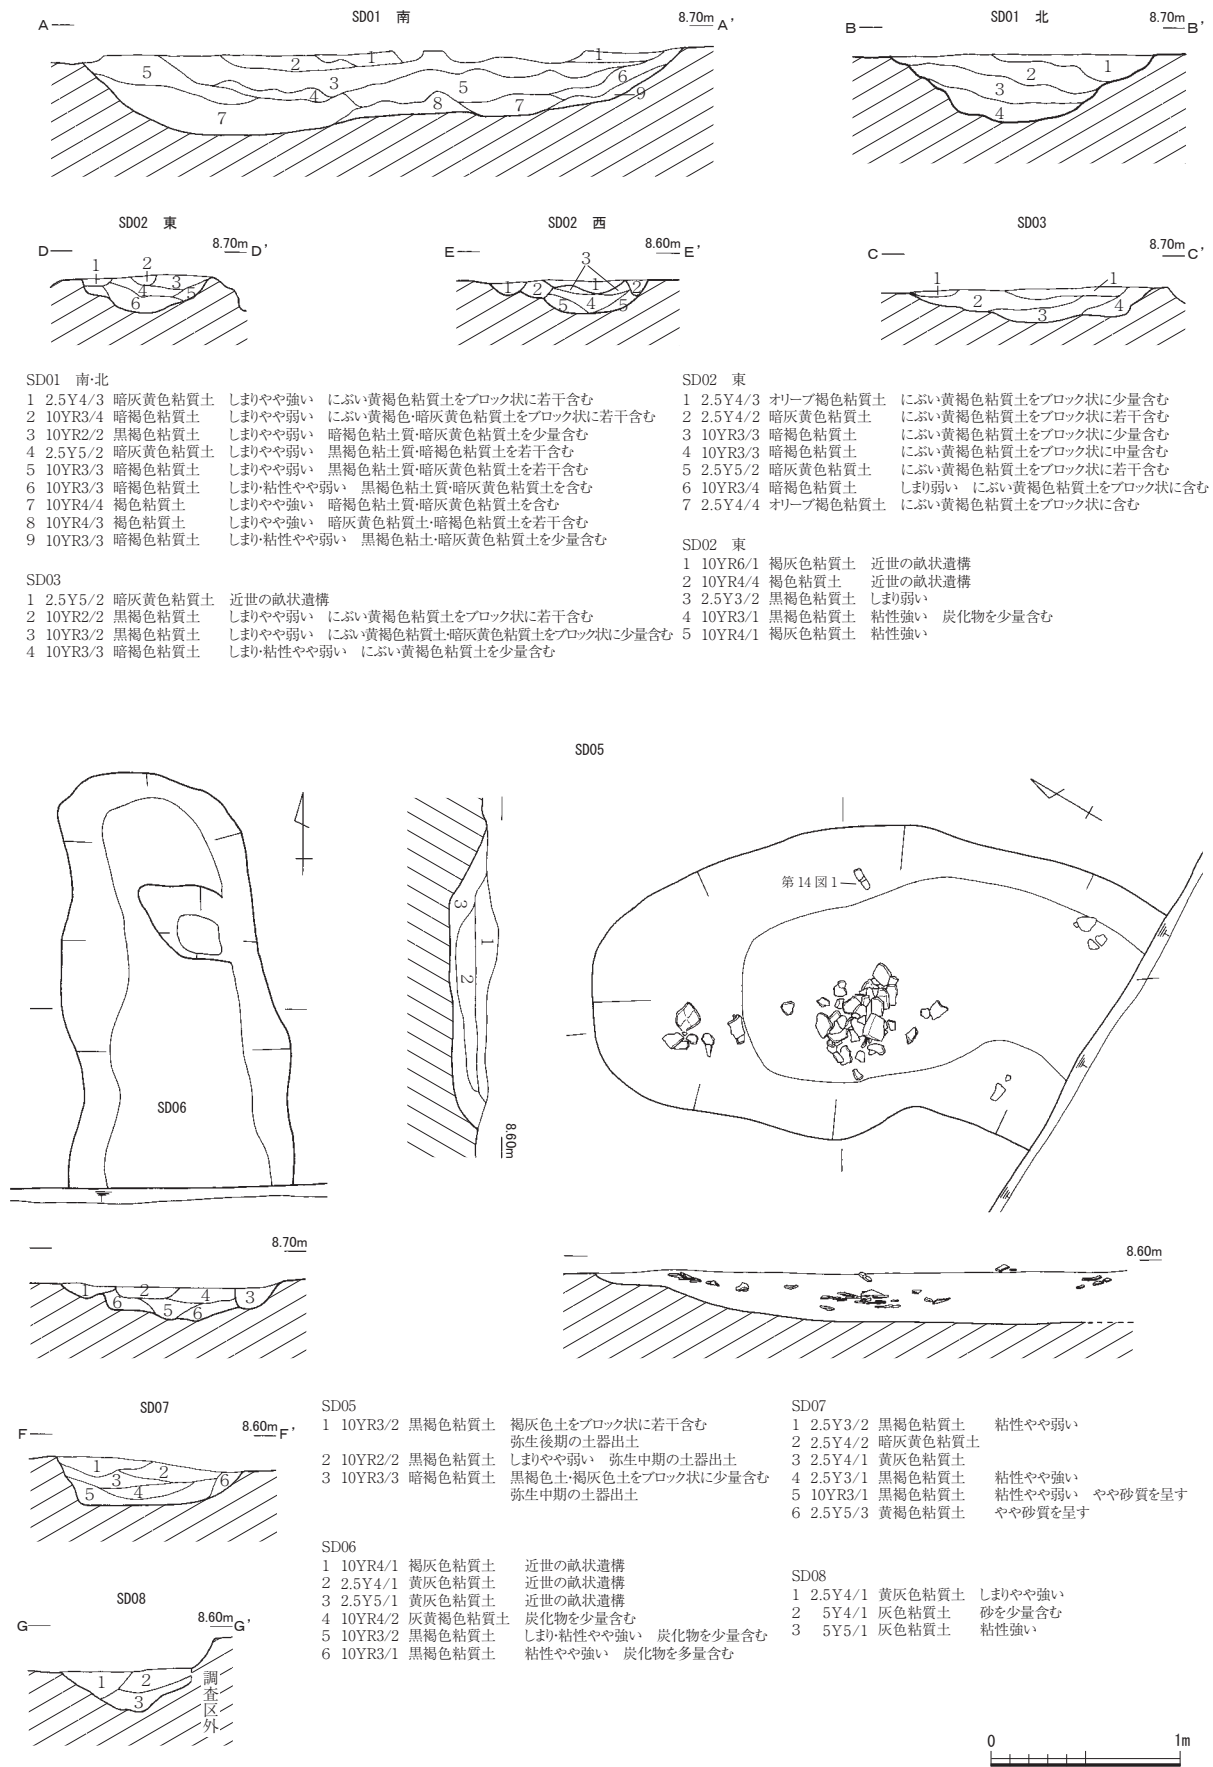 SD01 南
A
8.70m
A'
1
2
1
5
3
6
4
5
9
8
7
7
SD01 北
B
8.70m
B'
1
2
3
4
SD02 東
D
8.70m
D'
1
2
3
4
5
6
SD02 西
E
8.60m
E'
3
1
2
1
2
5
4
5
SD03
C
8.70m
C'
1
1
2
3
4
SD01 南・北
1 2.5Y4/3 暗灰黄色粘質土 しまりやや強い にぶい黄褐色粘質土をブロック状に若干含む
2 10YR3/4 暗褐色粘質土 しまりやや弱い にぶい黄褐色・暗灰黄色粘質土をブロック状に若干含む
3 10YR2/2 黒褐色粘質土 しまりやや弱い 暗褐色粘土質・暗灰黄色粘質土を少量含む
4 2.5Y5/2 暗灰黄色粘質土 しまりやや弱い 黒褐色粘土質・暗褐色粘質土を若干含む
5 10YR3/3 暗褐色粘質土 しまりやや弱い 黒褐色粘土質・暗灰黄色粘質土を若干含む
6 10YR3/3 暗褐色粘質土 しまり・粘性やや弱い 黒褐色粘土質・暗灰黄色粘質土を含む
7 10YR4/4 褐色粘質土 しまりやや強い 暗褐色粘土質・暗灰黄色粘質土を含む
8 10YR4/3 褐色粘質土 しまりやや強い 暗灰黄色粘質土・暗褐色粘質土を若干含む
9 10YR3/3 暗褐色粘質土 しまり・粘性やや弱い 黒褐色粘土・暗灰黄色粘質土を少量含む
SD03
1 2.5Y5/2 暗灰黄色粘質土 近世の畝状遺構
2 10YR2/2 黒褐色粘質土 しまりやや弱い にぶい黄褐色粘質土をブロック状に若干含む
3 10YR3/2 黒褐色粘質土 しまりやや弱い にぶい黄褐色粘質土・暗灰黄色粘質土をブロック状に少量含む
4 10YR3/3 暗褐色粘質土 しまり・粘性やや弱い にぶい黄褐色粘質土を少量含む
SD02 東
1 2.5Y4/3 オリーブ褐色粘質土 にぶい黄褐色粘質土をブロック状に少量含む
2 2.5Y4/2 暗灰黄色粘質土 にぶい黄褐色粘質土をブロック状に若干含む
3 10YR3/3 暗褐色粘質土 にぶい黄褐色粘質土をブロック状に少量含む
4 10YR3/3 暗褐色粘質土 にぶい黄褐色粘質土をブロック状に中量含む
5 2.5Y5/2 暗灰黄色粘質土 にぶい黄褐色粘質土をブロック状に若干含む
6 10YR3/4 暗褐色粘質土 しまり弱い にぶい黄褐色粘質土をブロック状に含む
7 2.5Y4/4 オリーブ褐色粘質土 にぶい黄褐色粘質土をブロック状に含む
SD02 東
1 10YR6/1 褐灰色粘質土 近世の畝状遺構
2 10YR4/4 褐色粘質土 近世の畝状遺構
3 2.5Y3/2 黒褐色粘質土 しまり弱い
4 10YR3/1 黒褐色粘質土 粘性強い 炭化物を少量含む
5 10YR4/1 褐灰色粘質土 粘性強い
SD05
SD06
3
1
2
8.60m
第14図1
8.70m
1
2
4
3
6
5
6
8.60m
SD07
F
8.60m
F'
1
2
3
6
5
4
SD08
G
8.60m
G'
1
2
3
調査区外
SD05
1 10YR3/2 黒褐色粘質土 褐灰色土をブロック状に若干含む
弥生後期の土器出土
2 10YR2/2 黒褐色粘質土 しまりやや弱い 弥生中期の土器出土
3 10YR3/3 暗褐色粘質土 黒褐色土・褐灰色土をブロック状に少量含む
弥生中期の土器出土
SD06
1 10YR4/1 褐灰色粘質土 近世の畝状遺構
2 2.5Y4/1 黄灰色粘質土 近世の畝状遺構
3 2.5Y5/1 黄灰色粘質土 近世の畝状遺構
4 10YR4/2 灰黄褐色粘質土 炭化物を少量含む
5 10YR3/2 黒褐色粘質土 しまり・粘性やや強い 炭化物を少量含む
6 10YR3/1 黒褐色粘質土 粘性やや強い 炭化物を多量含む
SD07
1 2.5Y3/2 黒褐色粘質土 粘性やや弱い
2 2.5Y4/2 暗灰黄色粘質土
3 2.5Y4/1 黄灰色粘質土
4 2.5Y3/1 黒褐色粘質土 粘性やや強い
5 10YR3/1 黒褐色粘質土 粘性やや弱い やや砂質を呈す
6 2.5Y5/3 黄褐色粘質土 やや砂質を呈す
SD08
1 2.5Y4/1 黄灰色粘質土 しまりやや強い
2 5Y4/1 灰色粘質土 砂を少量含む
3 5Y5/1 灰色粘質土 粘性強い
0
1m